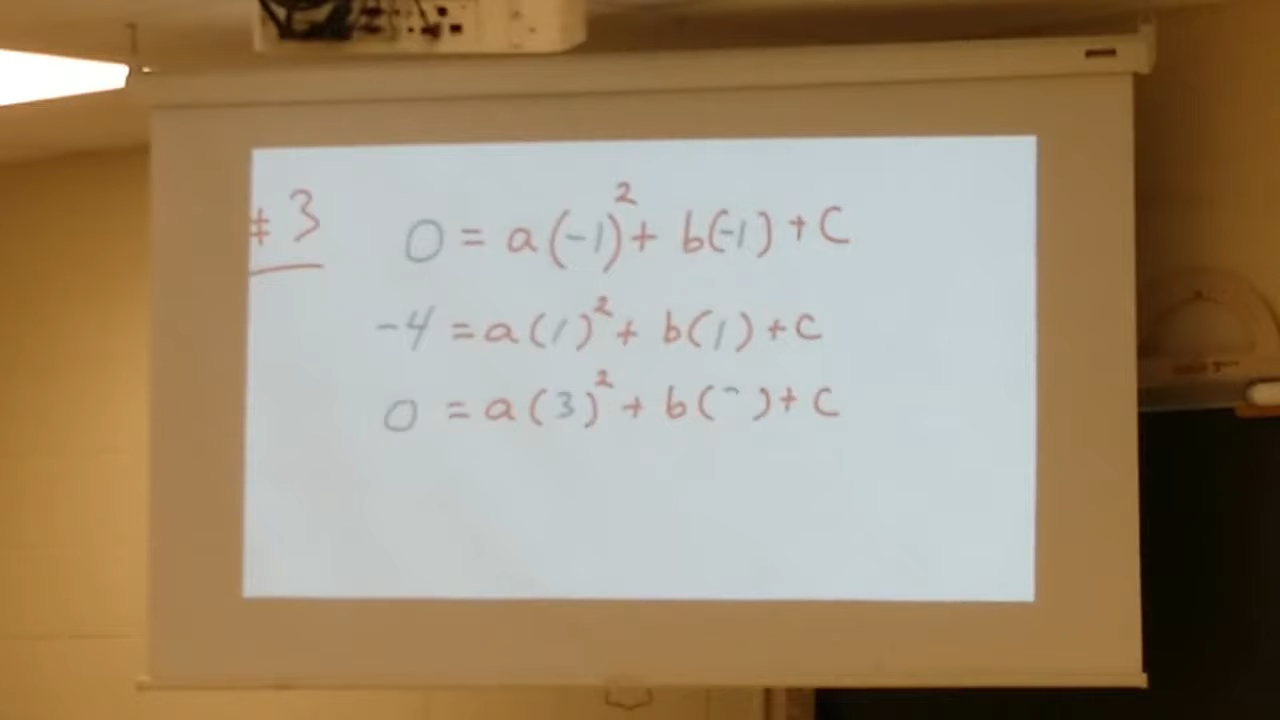 # 3
0 = a(-1)² + b(-1) + C
-4 = a(1)² + b(1) + C
0 = a(3)² + b( ) + C